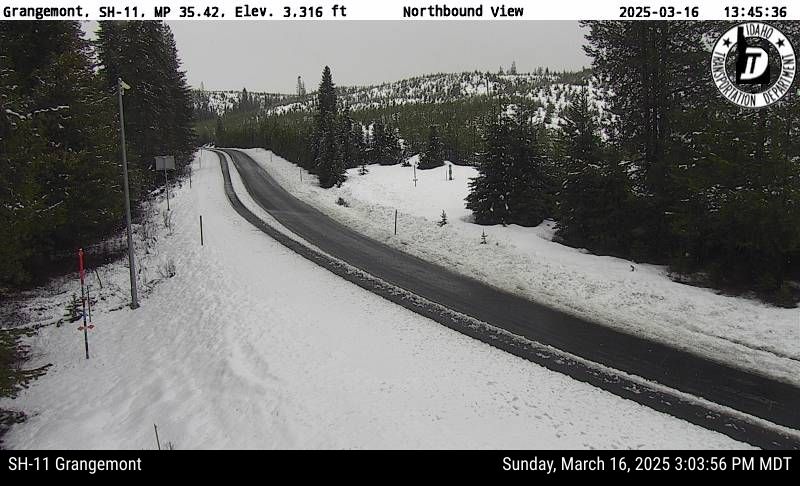 Grangemont, SH-11, MP 35.42, Elev. 3,316 ft Northbound View 2025-03-16 13:45:36
IDAHO
TRANSPORTATION DEPARTMENT
SH-11 Grangemont Sunday, March 16, 2025 3:03:56 PM MDT